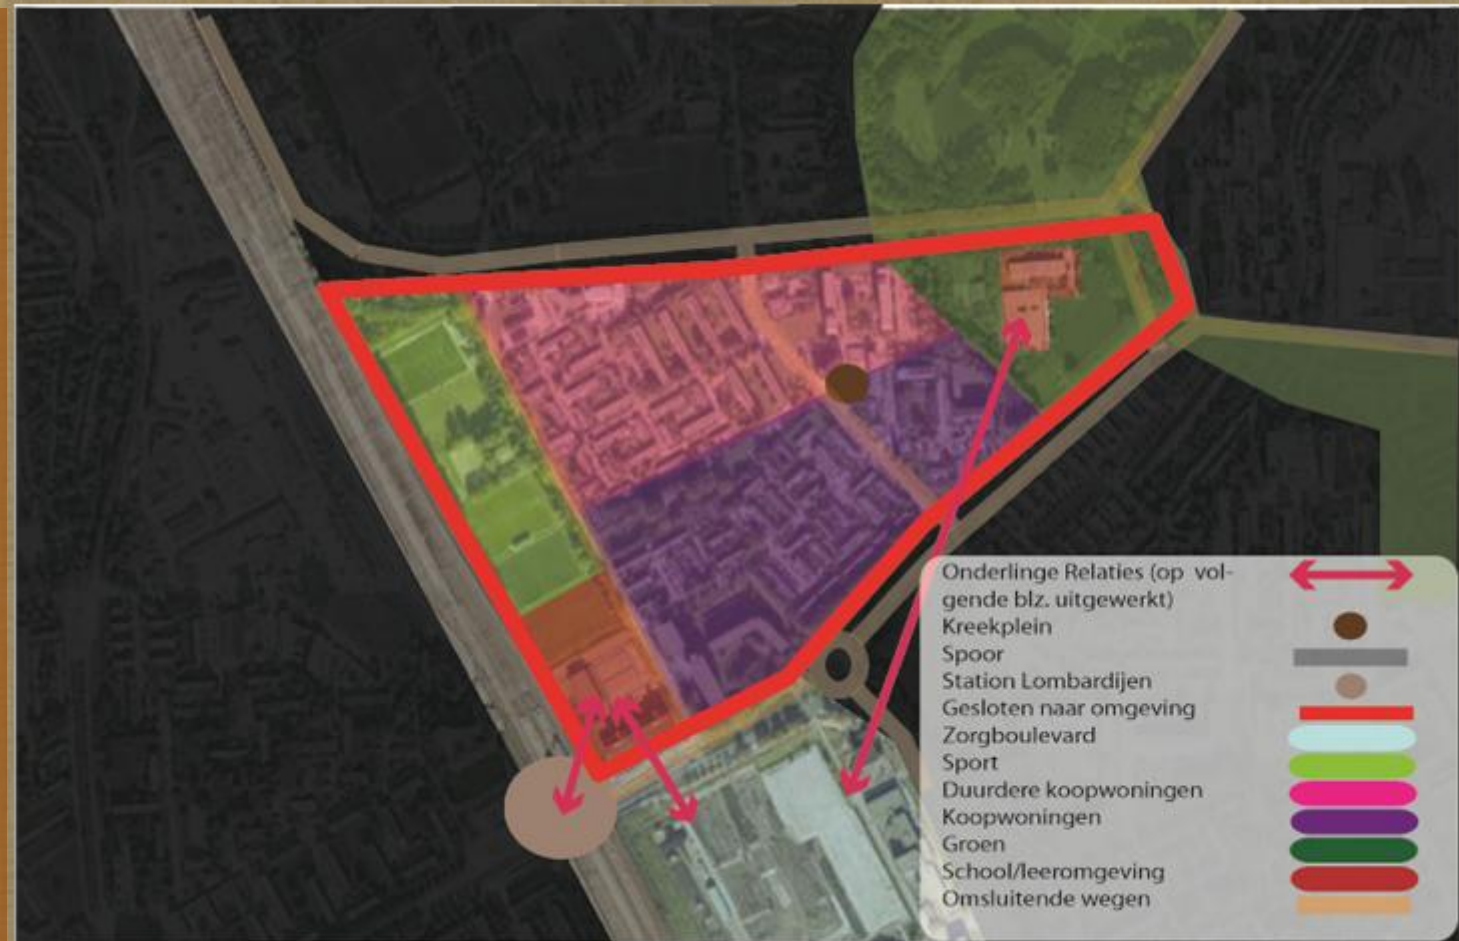 Onderlinge Relaties (op vol-
gende blz. uitgewerkt)
Kreekplein
Spoor
Station Lombardijen
Gesloten naar omgeving
Zorgboulevard
Sport
Duurdere koopwoningen
Koopwoningen
Groen
School/leeromgeving
Omsluitende wegen